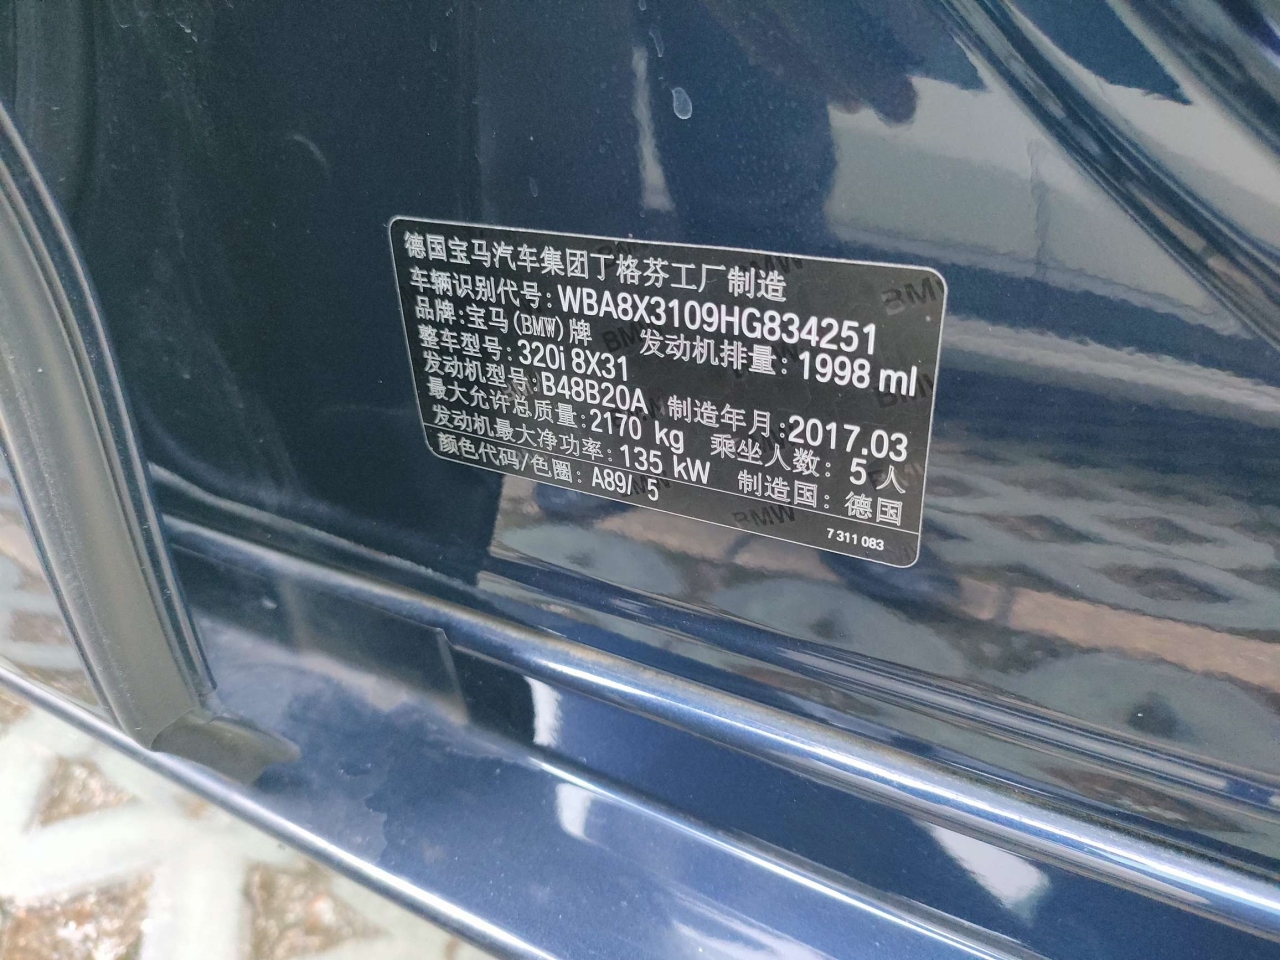 德国宝马汽车集团丁格芬工厂制造
车辆识别代号: WBA8X3109HG834251
品牌: 宝马(BMW)牌 发动机排量: 1998 ml
整车型号: 320i 8X31
发动机型号: B48B20A 制造年月: 2017.03
最大允许总质量: 2170 kg 乘坐人数: 5 人
发动机最大净功率: 135 kW 制造国: 德国
颜色代码/色圈: A89/ 5
7 311 083